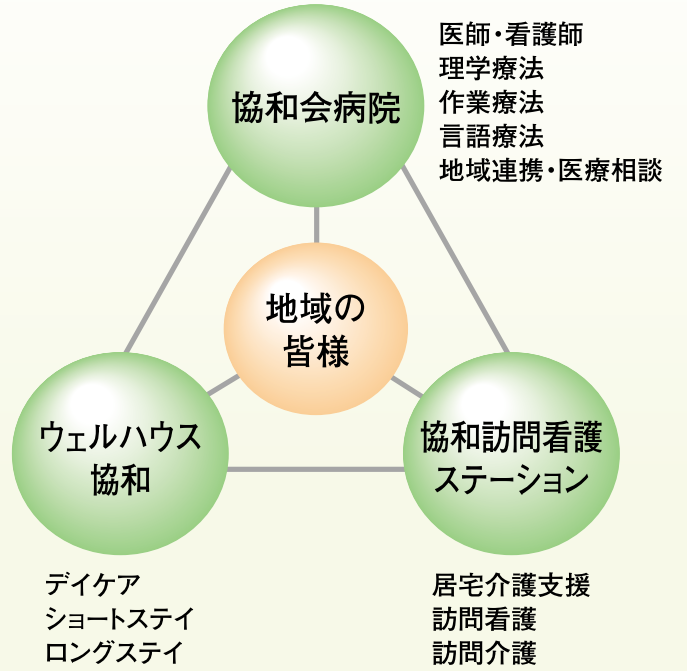 協和会病院
医師・看護師
理学療法
作業療法
言語療法
地域連携・医療相談
地域の
皆様
ウェルハウス
協和
デイケア
ショートステイ
ロングステイ
協和訪問看護
ステーション
居宅介護支援
訪問看護
訪問介護